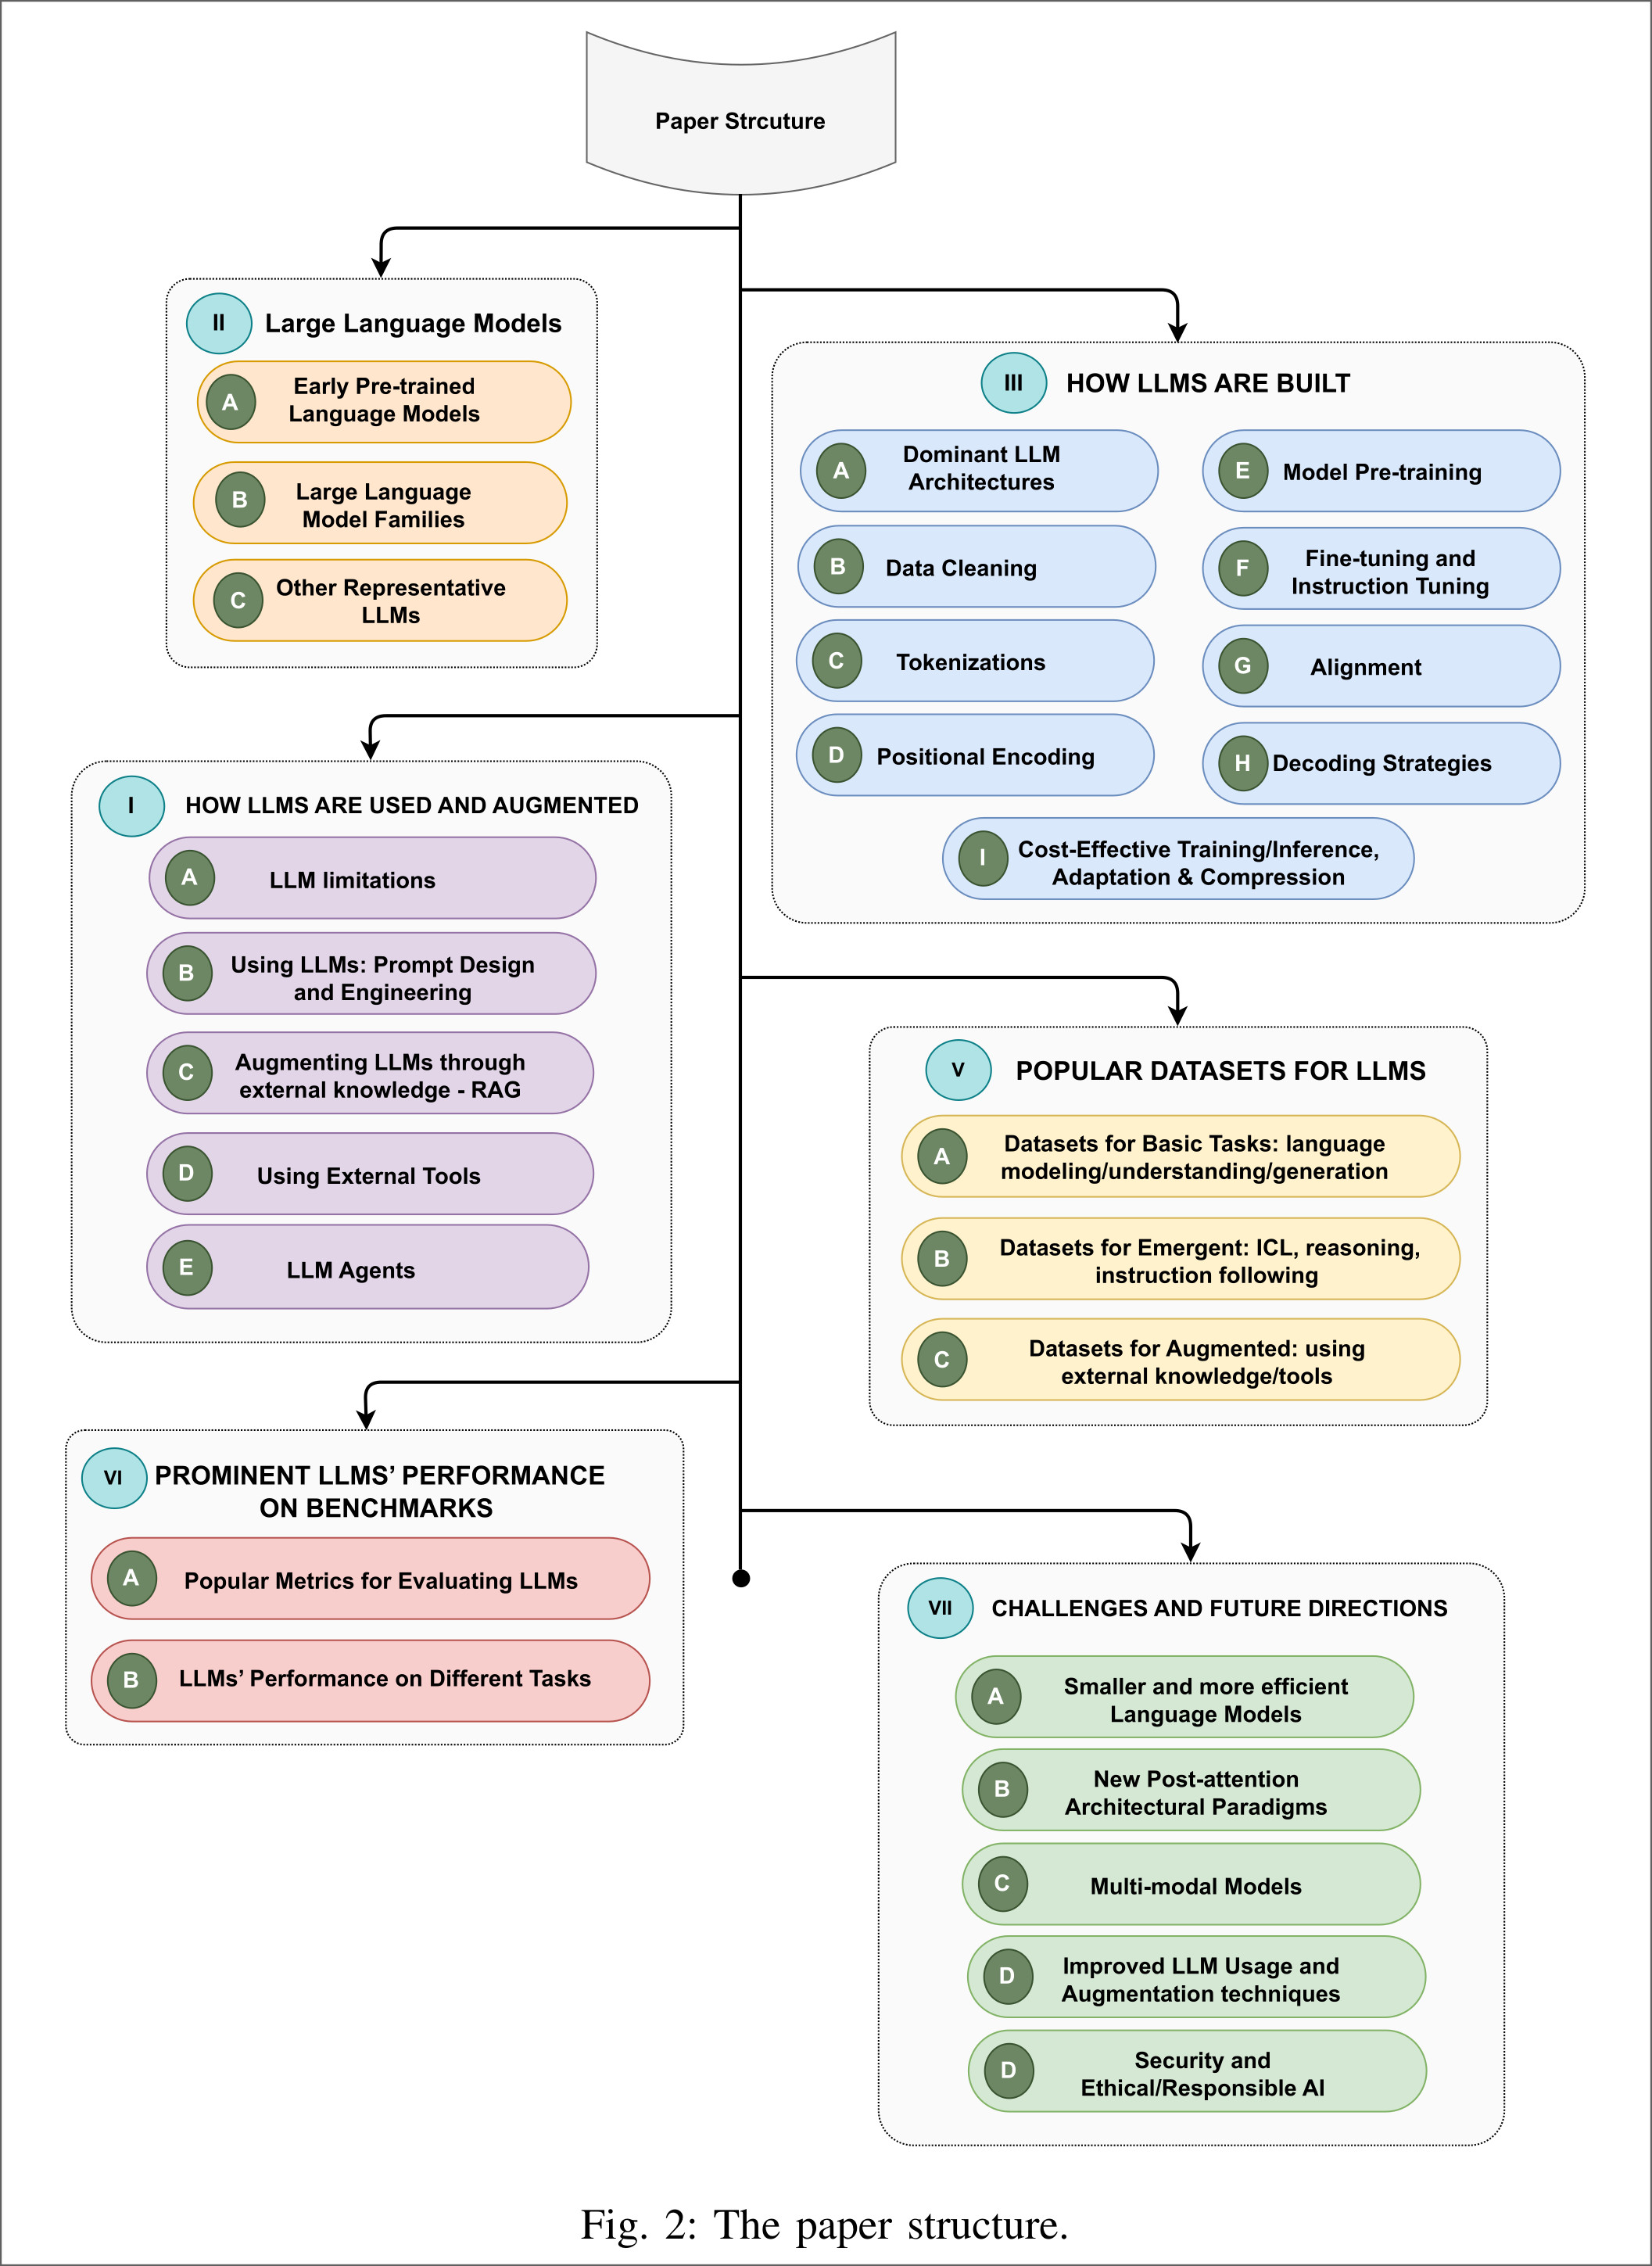 Paper Strcuture
II
Large Language Models
A
Early Pre-trained
Language Models
B
Large Language
Model Families
C
Other Representative
LLMs
III
HOW LLMS ARE BUILT
A
Dominant LLM
Architectures
B
Data Cleaning
C
Tokenizations
D
Positional Encoding
E
Model Pre-training
F
Fine-tuning and
Instruction Tuning
G
Alignment
H
Decoding Strategies
I
Cost-Effective Training/Inference,
Adaptation & Compression
I
HOW LLMS ARE USED AND AUGMENTED
A
LLM limitations
B
Using LLMs: Prompt Design
and Engineering
C
Augmenting LLMs through
external knowledge - RAG
D
Using External Tools
E
LLM Agents
V
POPULAR DATASETS FOR LLMS
A
Datasets for Basic Tasks: language
modeling/understanding/generation
B
Datasets for Emergent: ICL, reasoning,
instruction following
C
Datasets for Augmented: using
external knowledge/tools
VI
PROMINENT LLMS’ PERFORMANCE
ON BENCHMARKS
A
Popular Metrics for Evaluating LLMs
B
LLMs’ Performance on Different Tasks
VII
CHALLENGES AND FUTURE DIRECTIONS
A
Smaller and more efficient
Language Models
B
New Post-attention
Architectural Paradigms
C
Multi-modal Models
D
Improved LLM Usage and
Augmentation techniques
D
Security and
Ethical/Responsible AI
Fig. 2: The paper structure.